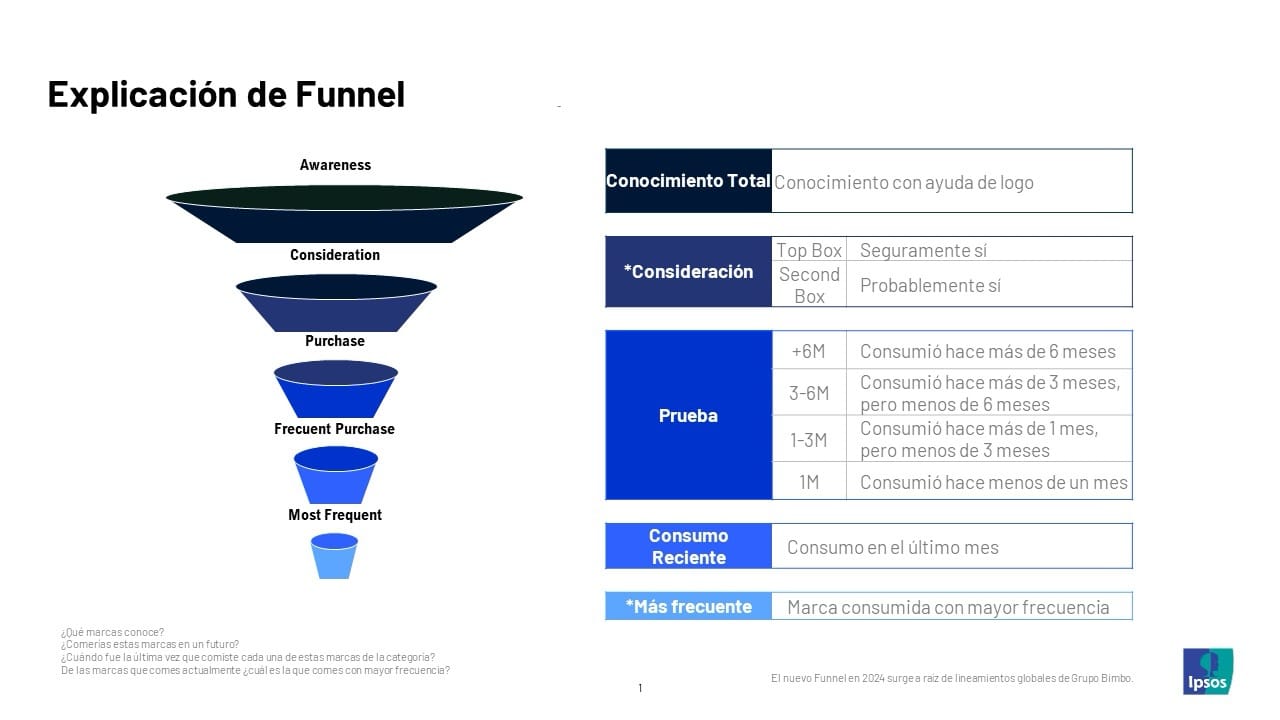 Explicación de Funnel
Awareness
Consideration
Purchase
Frecuent Purchase
Most Frequent
Conocimiento Total
Conocimiento con ayuda de logo
*Consideración
Top Box
Seguramente sí
Second
Box
Probablemente sí
Prueba
+6M
Consumió hace más de 6 meses
3-6M
Consumió hace más de 3 meses,
pero menos de 6 meses
1-3M
Consumió hace más de 1 mes,
pero menos de 3 meses
1M
Consumió hace menos de un mes
Consumo
Reciente
Consumo en el último mes
*Más frecuente
Marca consumida con mayor frecuencia
¿Qué marcas conoce?
¿Comerías estas marcas en un futuro?
¿Cuándo fue la última vez que comiste cada una de estas marcas de la categoría?
De las marcas que comes actualmente ¿cuál es la que comes con mayor frecuencia?
1
El nuevo Funnel en 2024 surge a raíz de lineamientos globales de Grupo Bimbo.
Ipsos